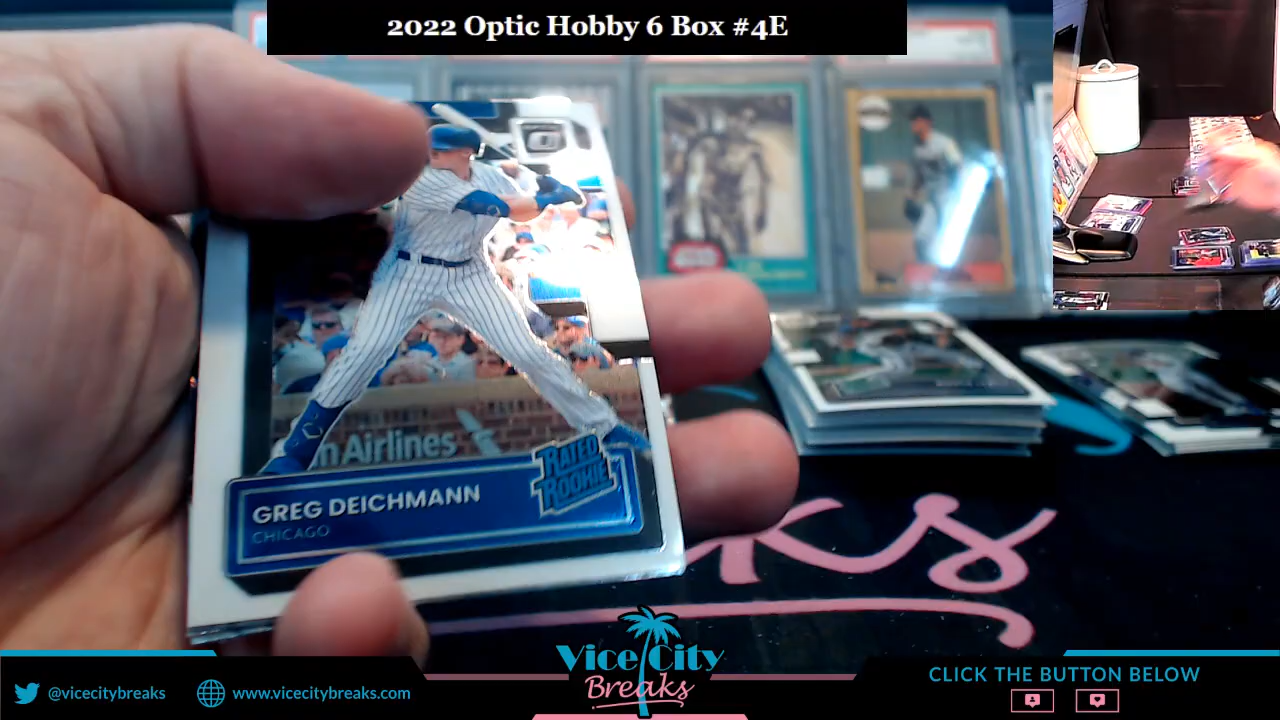 2022 Optic Hobby 6 Box #4E
n Airlines
RATED
ROOKIE
GREG DEICHMANN
CHICAGO
ks
Vice City
Breaks
@vicecitybreaks
www.vicecitybreaks.com
CLICK THE BUTTON BELOW